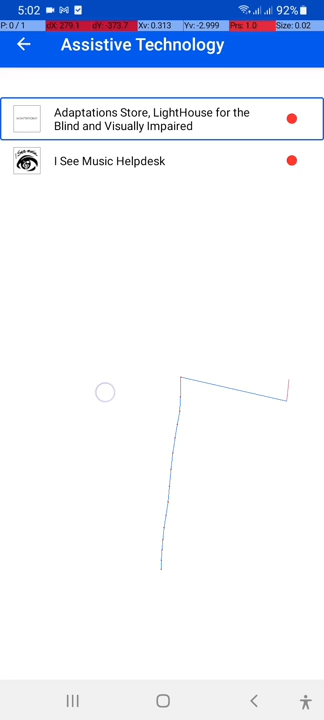 5:02
92%
P: 0 / 1
dX: 279.1
dY: -373.7
Xv: 0.313
Yv: -2.999
Prs: 1.0
Size: 0.02
Assistive Technology
Adaptations Store, LightHouse for the
Blind and Visually Impaired
I See Music Helpdesk